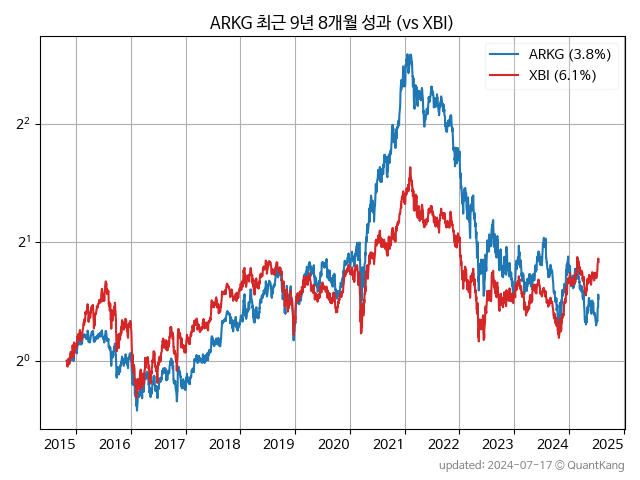 ARKG 최근 9년 8개월 성과 (vs XBI)
ARKG (3.8%)
XBI (6.1%)
2²
2¹
2⁰
2015 2016 2017 2018 2019 2020 2021 2022 2023 2024 2025
updated: 2024-07-17 © QuantKang